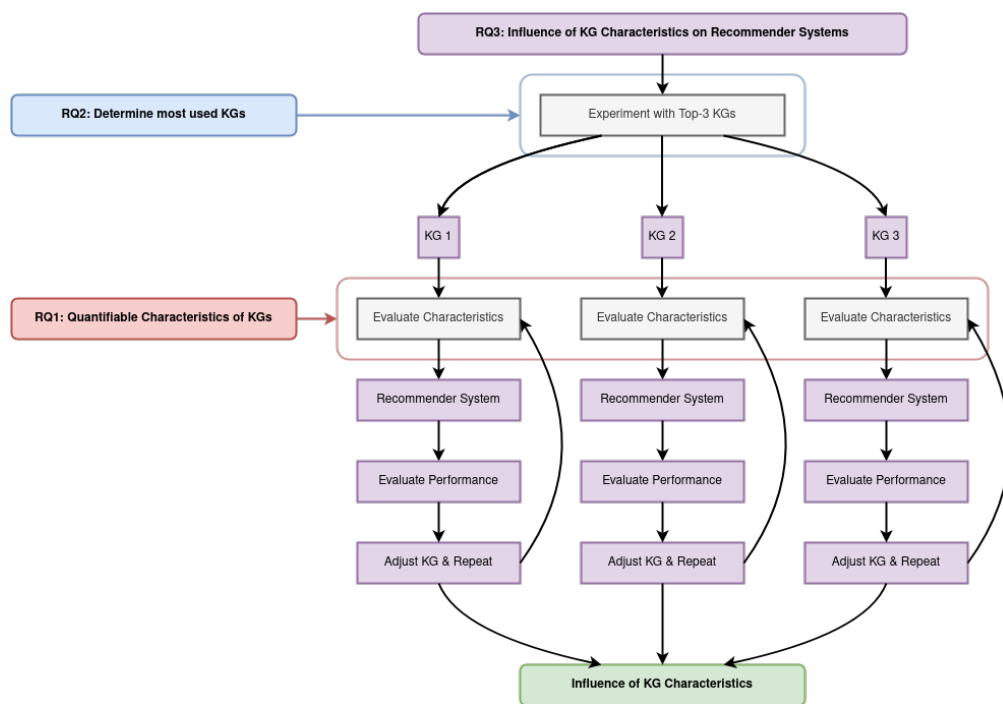 RQ3: Influence of KG Characteristics on Recommender Systems
RQ2: Determine most used KGs
Experiment with Top-3 KGs
KG 1
KG 2
KG 3
RQ1: Quantifiable Characteristics of KGs
Evaluate Characteristics
Evaluate Characteristics
Evaluate Characteristics
Recommender System
Recommender System
Recommender System
Evaluate Performance
Evaluate Performance
Evaluate Performance
Adjust KG & Repeat
Adjust KG & Repeat
Adjust KG & Repeat
Influence of KG Characteristics